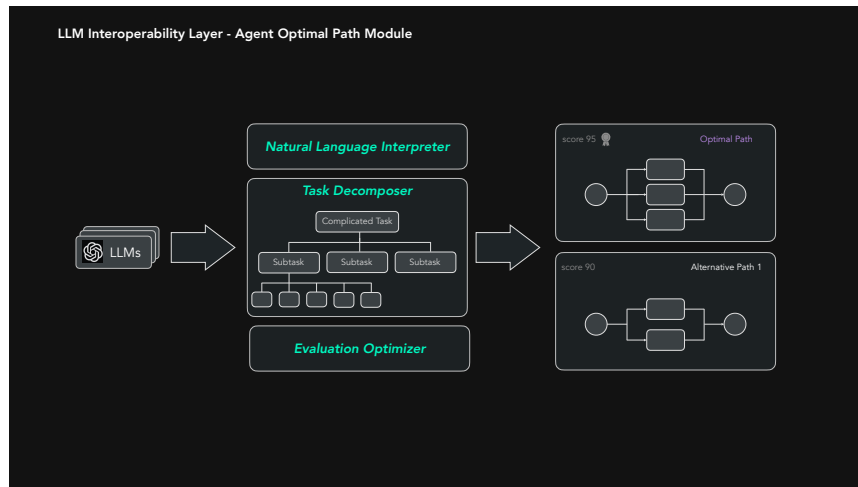 LLM Interoperability Layer - Agent Optimal Path Module
Natural Language Interpreter
Task Decomposer
Complicated Task
Subtask
Subtask
Subtask
LLMs
Evaluation Optimizer
score 95
Optimal Path
score 90
Alternative Path 1